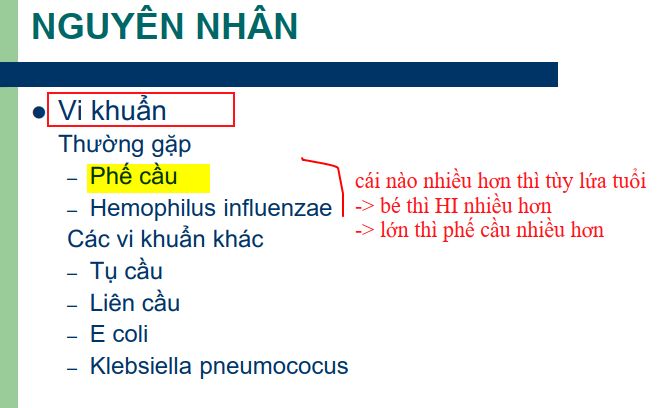 NGUYÊN NHÂN
Vi khuẩn
Thường gặp
– Phế cầu
– Hemophilus influenzae
cái nào nhiều hơn thì tùy lứa tuổi
-> bé thì HI nhiều hơn
-> lớn thì phế cầu nhiều hơn
Các vi khuẩn khác
– Tụ cầu
– Liên cầu
– E coli
– Klebsiella pneumococus